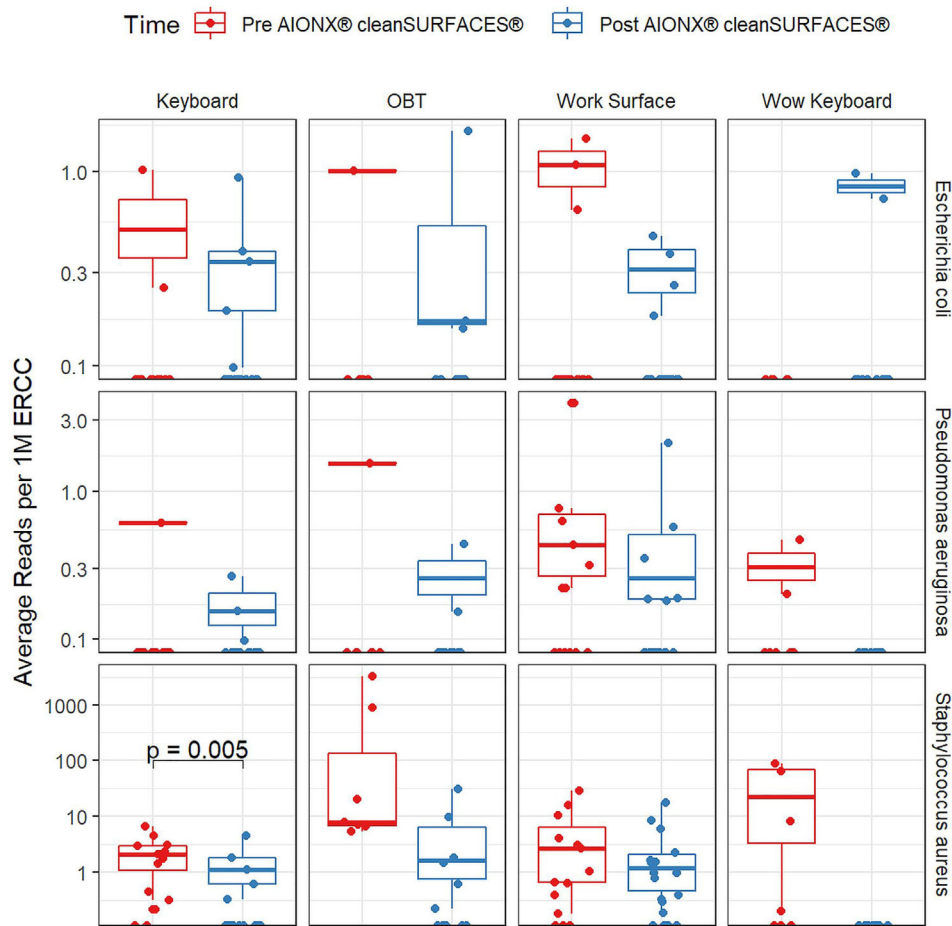 Time Pre AIONX® cleanSURFACES® Post AIONX® cleanSURFACES®
Keyboard OBT Work Surface Wow Keyboard
1.0
0.3
0.1
Escherichia coli
3.0
1.0
0.3
0.1
Pseudomonas aeruginosa
1000
100
10
1
p = 0.005
Staphylococcus aureus
Average Reads per 1M ERCC